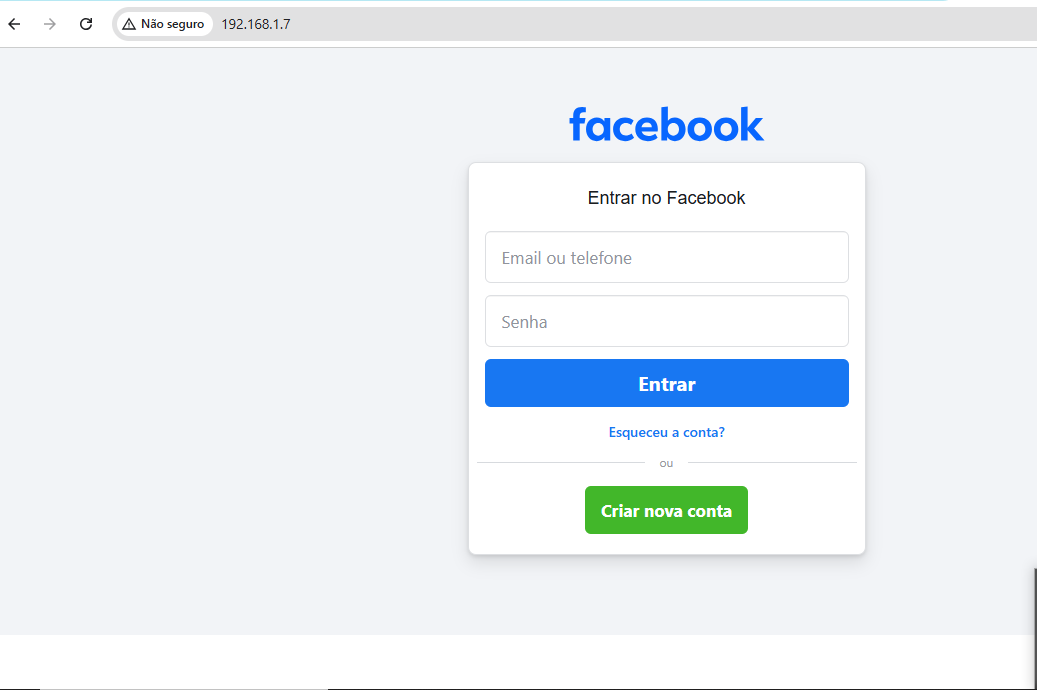 Não seguro 192.168.1.7
facebook
Entrar no Facebook
Email ou telefone
Senha
Entrar
Esqueceu a conta?
ou
Criar nova conta